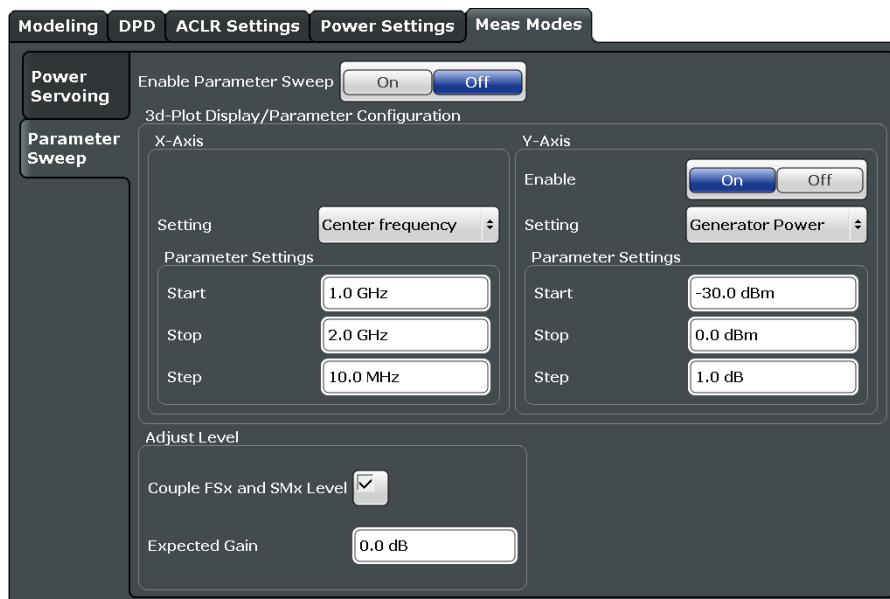 Modeling DPD ACLR Settings Power Settings Meas Modes
Power
Servoing
Parameter
Sweep
Enable Parameter Sweep On Off
3d-Plot Display/Parameter Configuration
X-Axis
Setting Center frequency
Parameter Settings
Start 1.0 GHz
Stop 2.0 GHz
Step 10.0 MHz
Y-Axis
Enable On Off
Setting Generator Power
Parameter Settings
Start -30.0 dBm
Stop 0.0 dBm
Step 1.0 dB
Adjust Level
Couple FSx and SMx Level
Expected Gain 0.0 dB